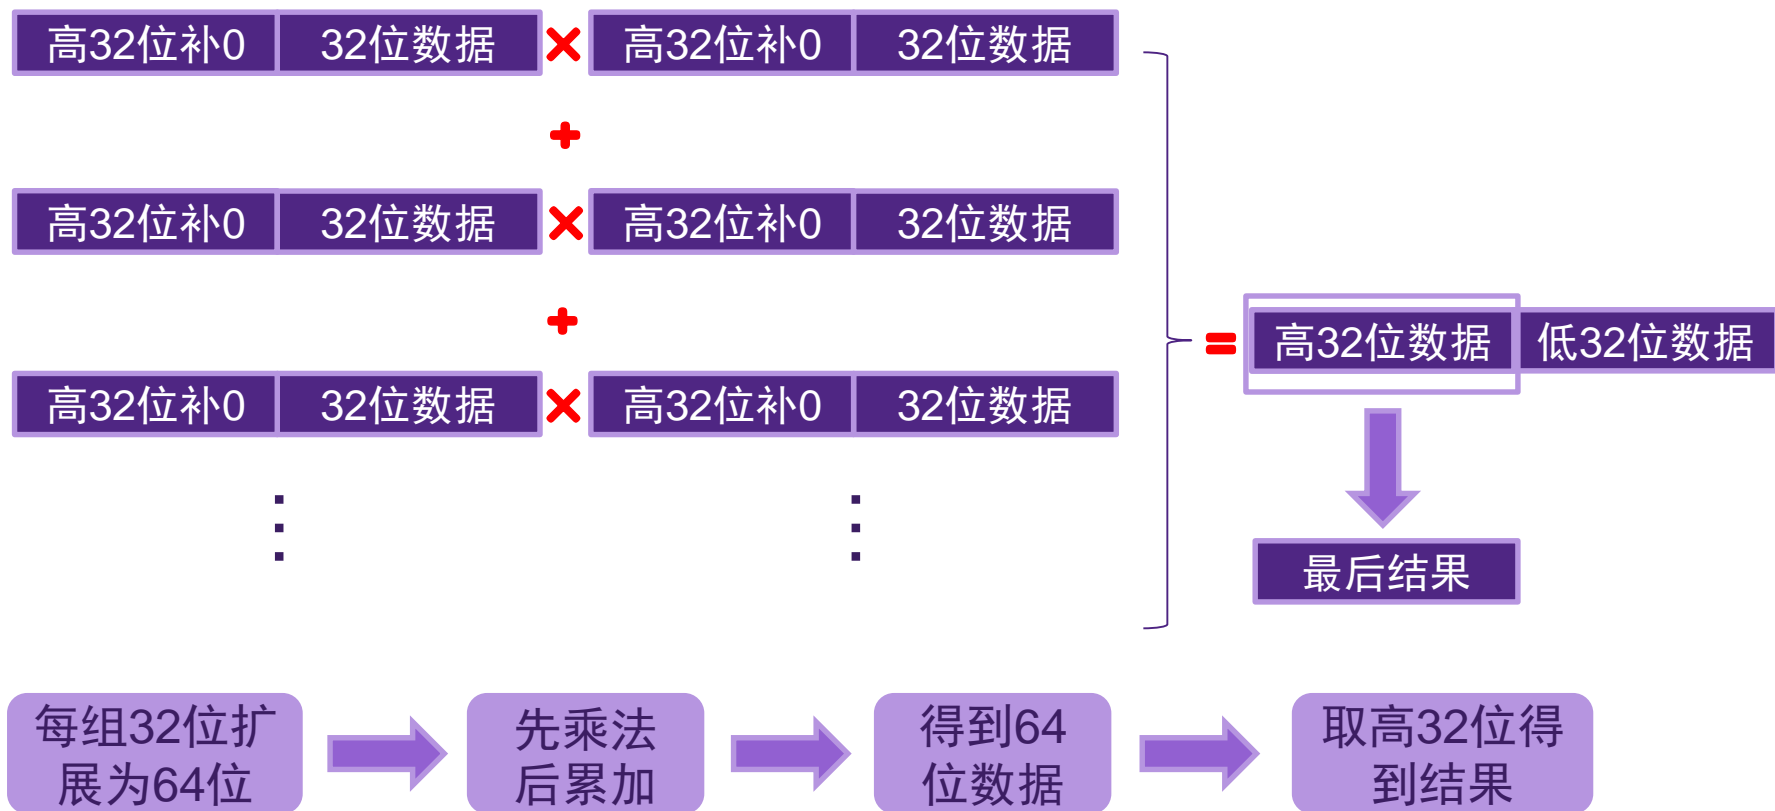 高32位补0 32位数据 × 高32位补0 32位数据
+
高32位补0 32位数据 × 高32位补0 32位数据
+
= 高32位数据 低32位数据
高32位补0 32位数据 × 高32位补0 32位数据
最后结果
每组32位扩
展为64位
先乘法
后累加
得到64
位数据
取高32位得
到结果